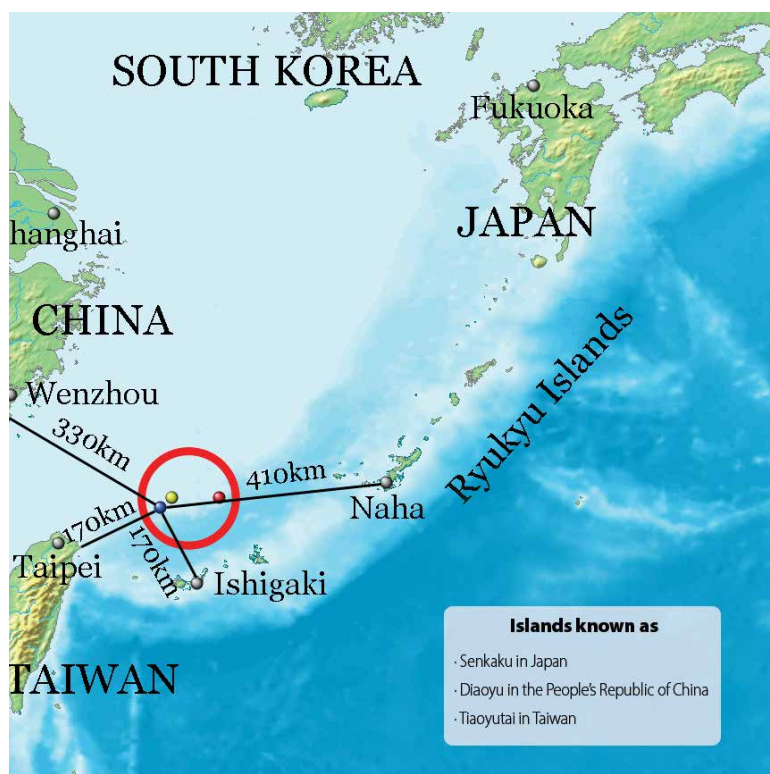 SOUTH KOREA
Fukuoka
JAPAN
hanghai
CHINA
Wenzhou
Ryukyu Islands
330km
410km
Naha
170km
170km
Taipei
Ishigaki
TAIWAN
Islands known as
· Senkaku in Japan
· Diaoyu in the People's Republic of China
· Tiaoyutai in Taiwan